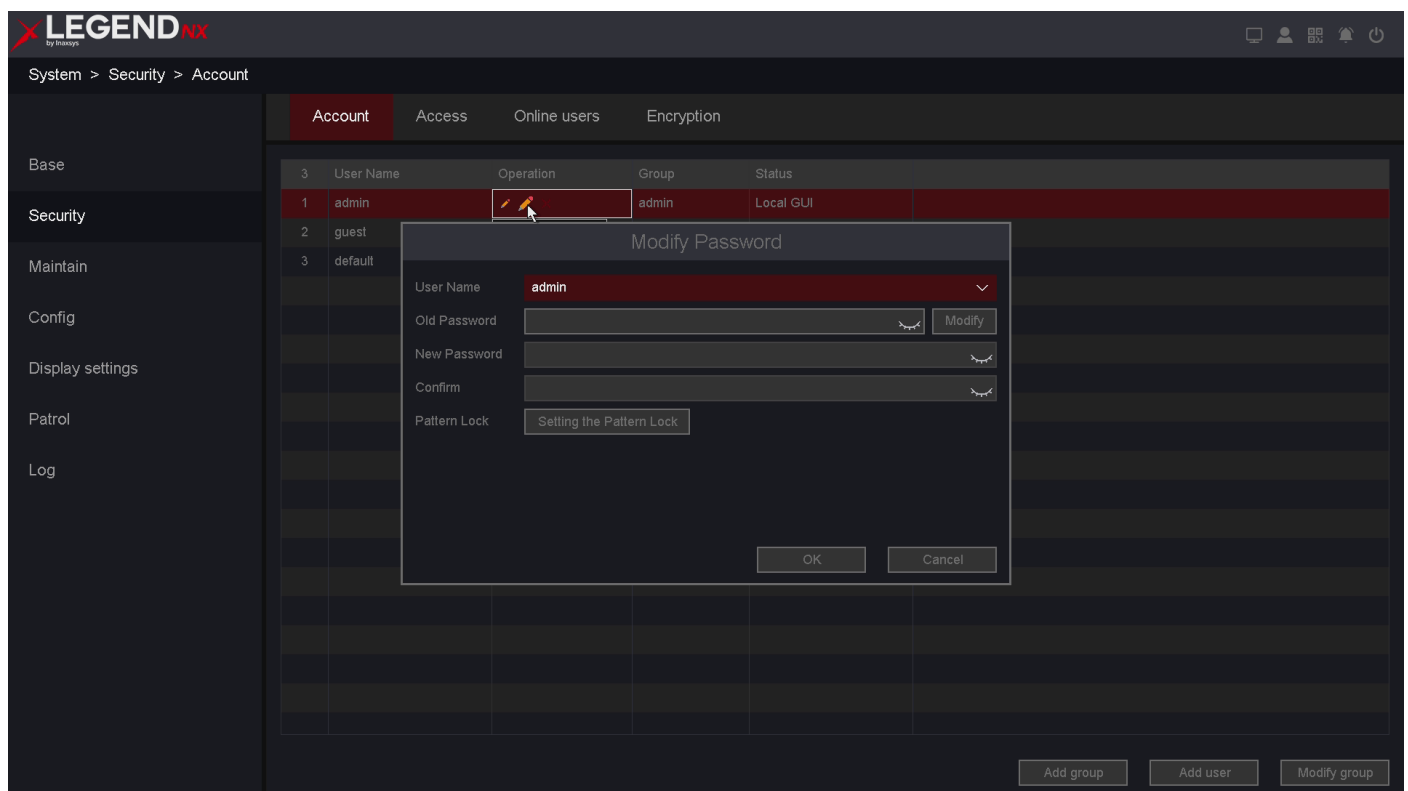 XLEGENDNX
by Inaxsys
System > Security > Account
Account Access Online users Encryption
Base
Security
Maintain
Config
Display settings
Patrol
Log
3 User Name Operation Group Status
1 admin admin Local GUI
2 guest
3 default
Modify Password
User Name admin
Old Password Modify
New Password
Confirm
Pattern Lock Setting the Pattern Lock
OK Cancel
Add group Add user Modify group